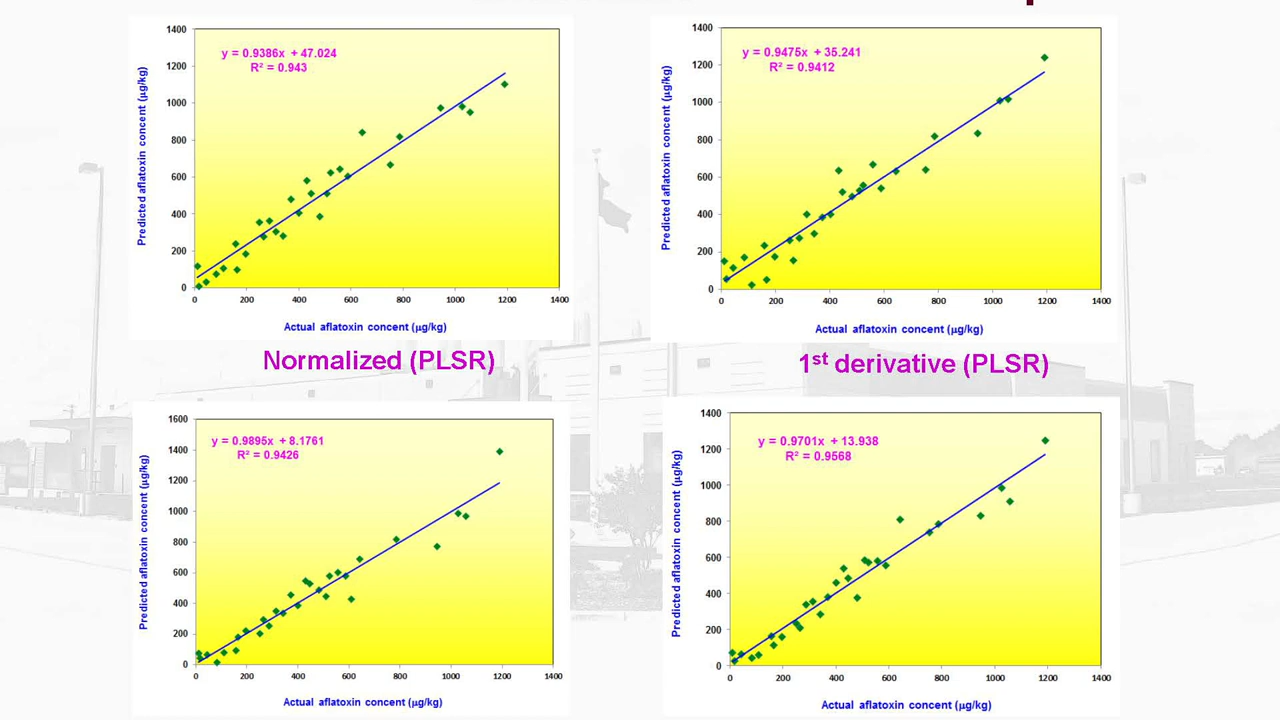 y = 0.9386x + 47.024
R² = 0.943
Predicted aflatoxin concent (µg/kg)
1400
1200
1000
800
600
400
200
0
0 200 400 600 800 1000 1200 1400
Actual aflatoxin concent (µg/kg)
Normalized (PLSR)
y = 0.9475x + 35.241
R² = 0.9412
Predicted aflatoxin concent (µg/kg)
1400
1200
1000
800
600
400
200
0
0 200 400 600 800 1000 1200 1400
Actual aflatoxin concent (µg/kg)
1st derivative (PLSR)
y = 0.9895x + 8.1761
R² = 0.9426
Predicted aflatoxin concent (µg/kg)
1600
1400
1200
1000
800
600
400
200
0
0 200 400 600 800 1000 1200 1400
Actual aflatoxin concent (µg/kg)
y = 0.9701x + 13.938
R² = 0.9568
Predicted aflatoxin concent (µg/kg)
1400
1200
1000
800
600
400
200
0
0 200 400 600 800 1000 1200 1400
Actual aflatoxin concent (µg/kg)